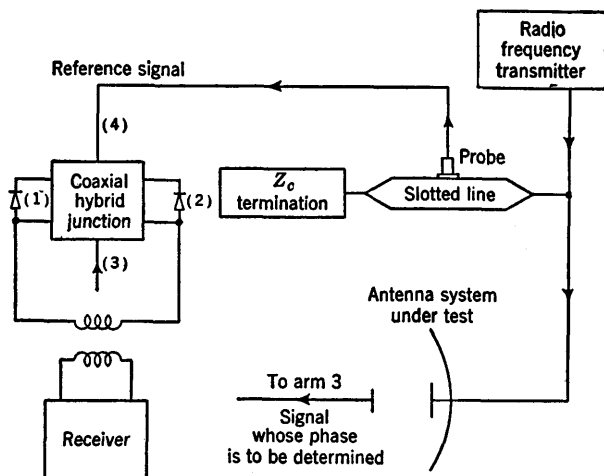 Radio
frequency
transmitter
Reference signal
(4)
Probe
Coaxial
hybrid
junction
(1)
(2)
Z_c
termination
Slotted line
(3)
Antenna system
under test
To arm 3
Signal
whose phase
is to be determined
Receiver